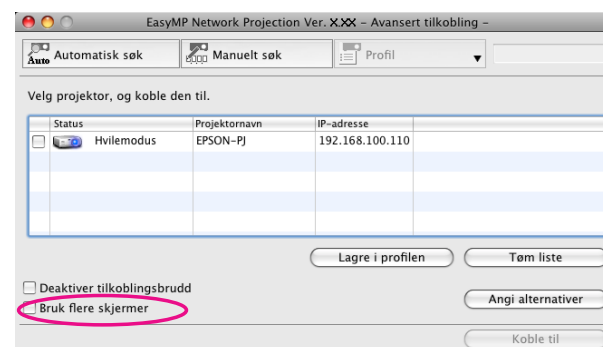 EasyMP Network Projection Ver. X.XX – Avansert tilkobling –
Auto Automatisk søk Manuelt søk Profil
Velg projektor, og koble den til.
Status Projektornavn IP-adresse
Hvilemodus EPSON-PJ 192.168.100.110
Lagre i profilen Tøm liste
Deaktiver tilkoblingsbrudd
Bruk flere skjermer Angi alternativer
Koble til